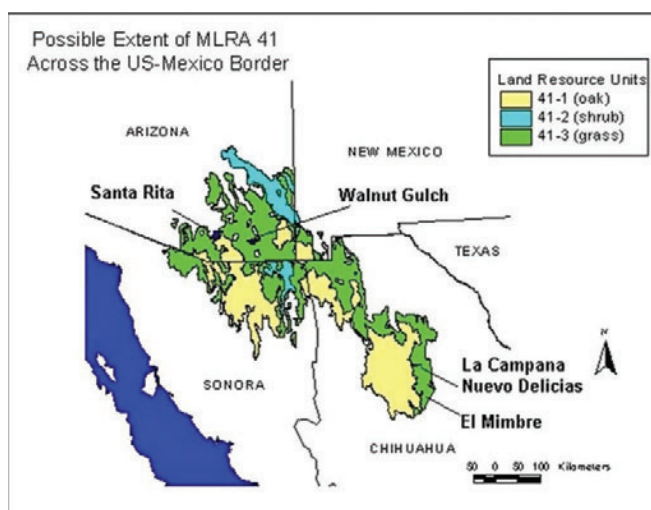 Possible Extent of MLRA 41
Across the US-Mexico Border
Land Resource Units
41-1 (oak)
41-2 (shrub)
41-3 (grass)
ARIZONA
NEW MEXICO
Santa Rita
Walnut Gulch
TEXAS
SONORA
La Campana
Nuevo Delicias
El Mimbre
CHIHUAHUA
50 0 50 100 Kilometers